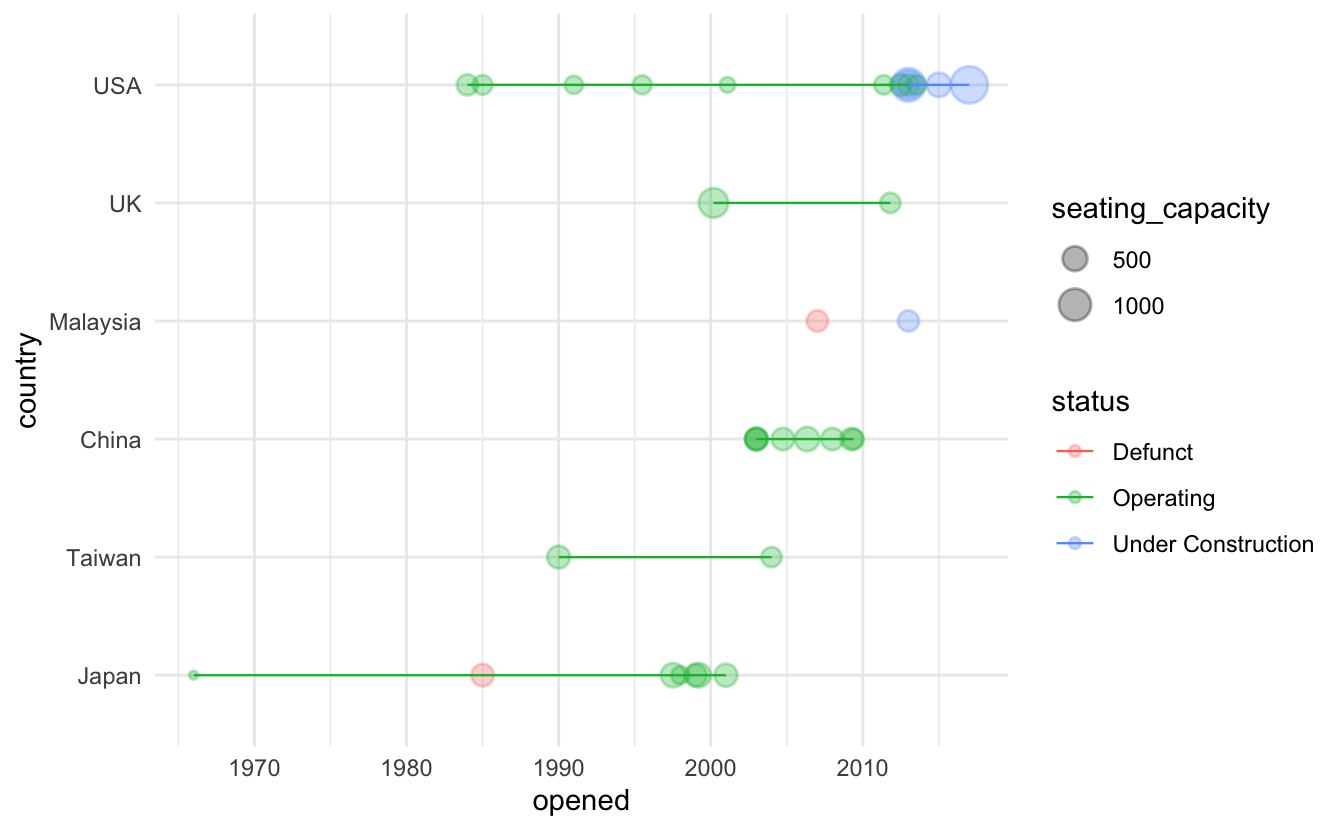 USA
UK
Malaysia
China
Taiwan
Japan
country
1970 1980 1990 2000 2010
opened
seating_capacity
500
1000
status
Defunct
Operating
Under Construction